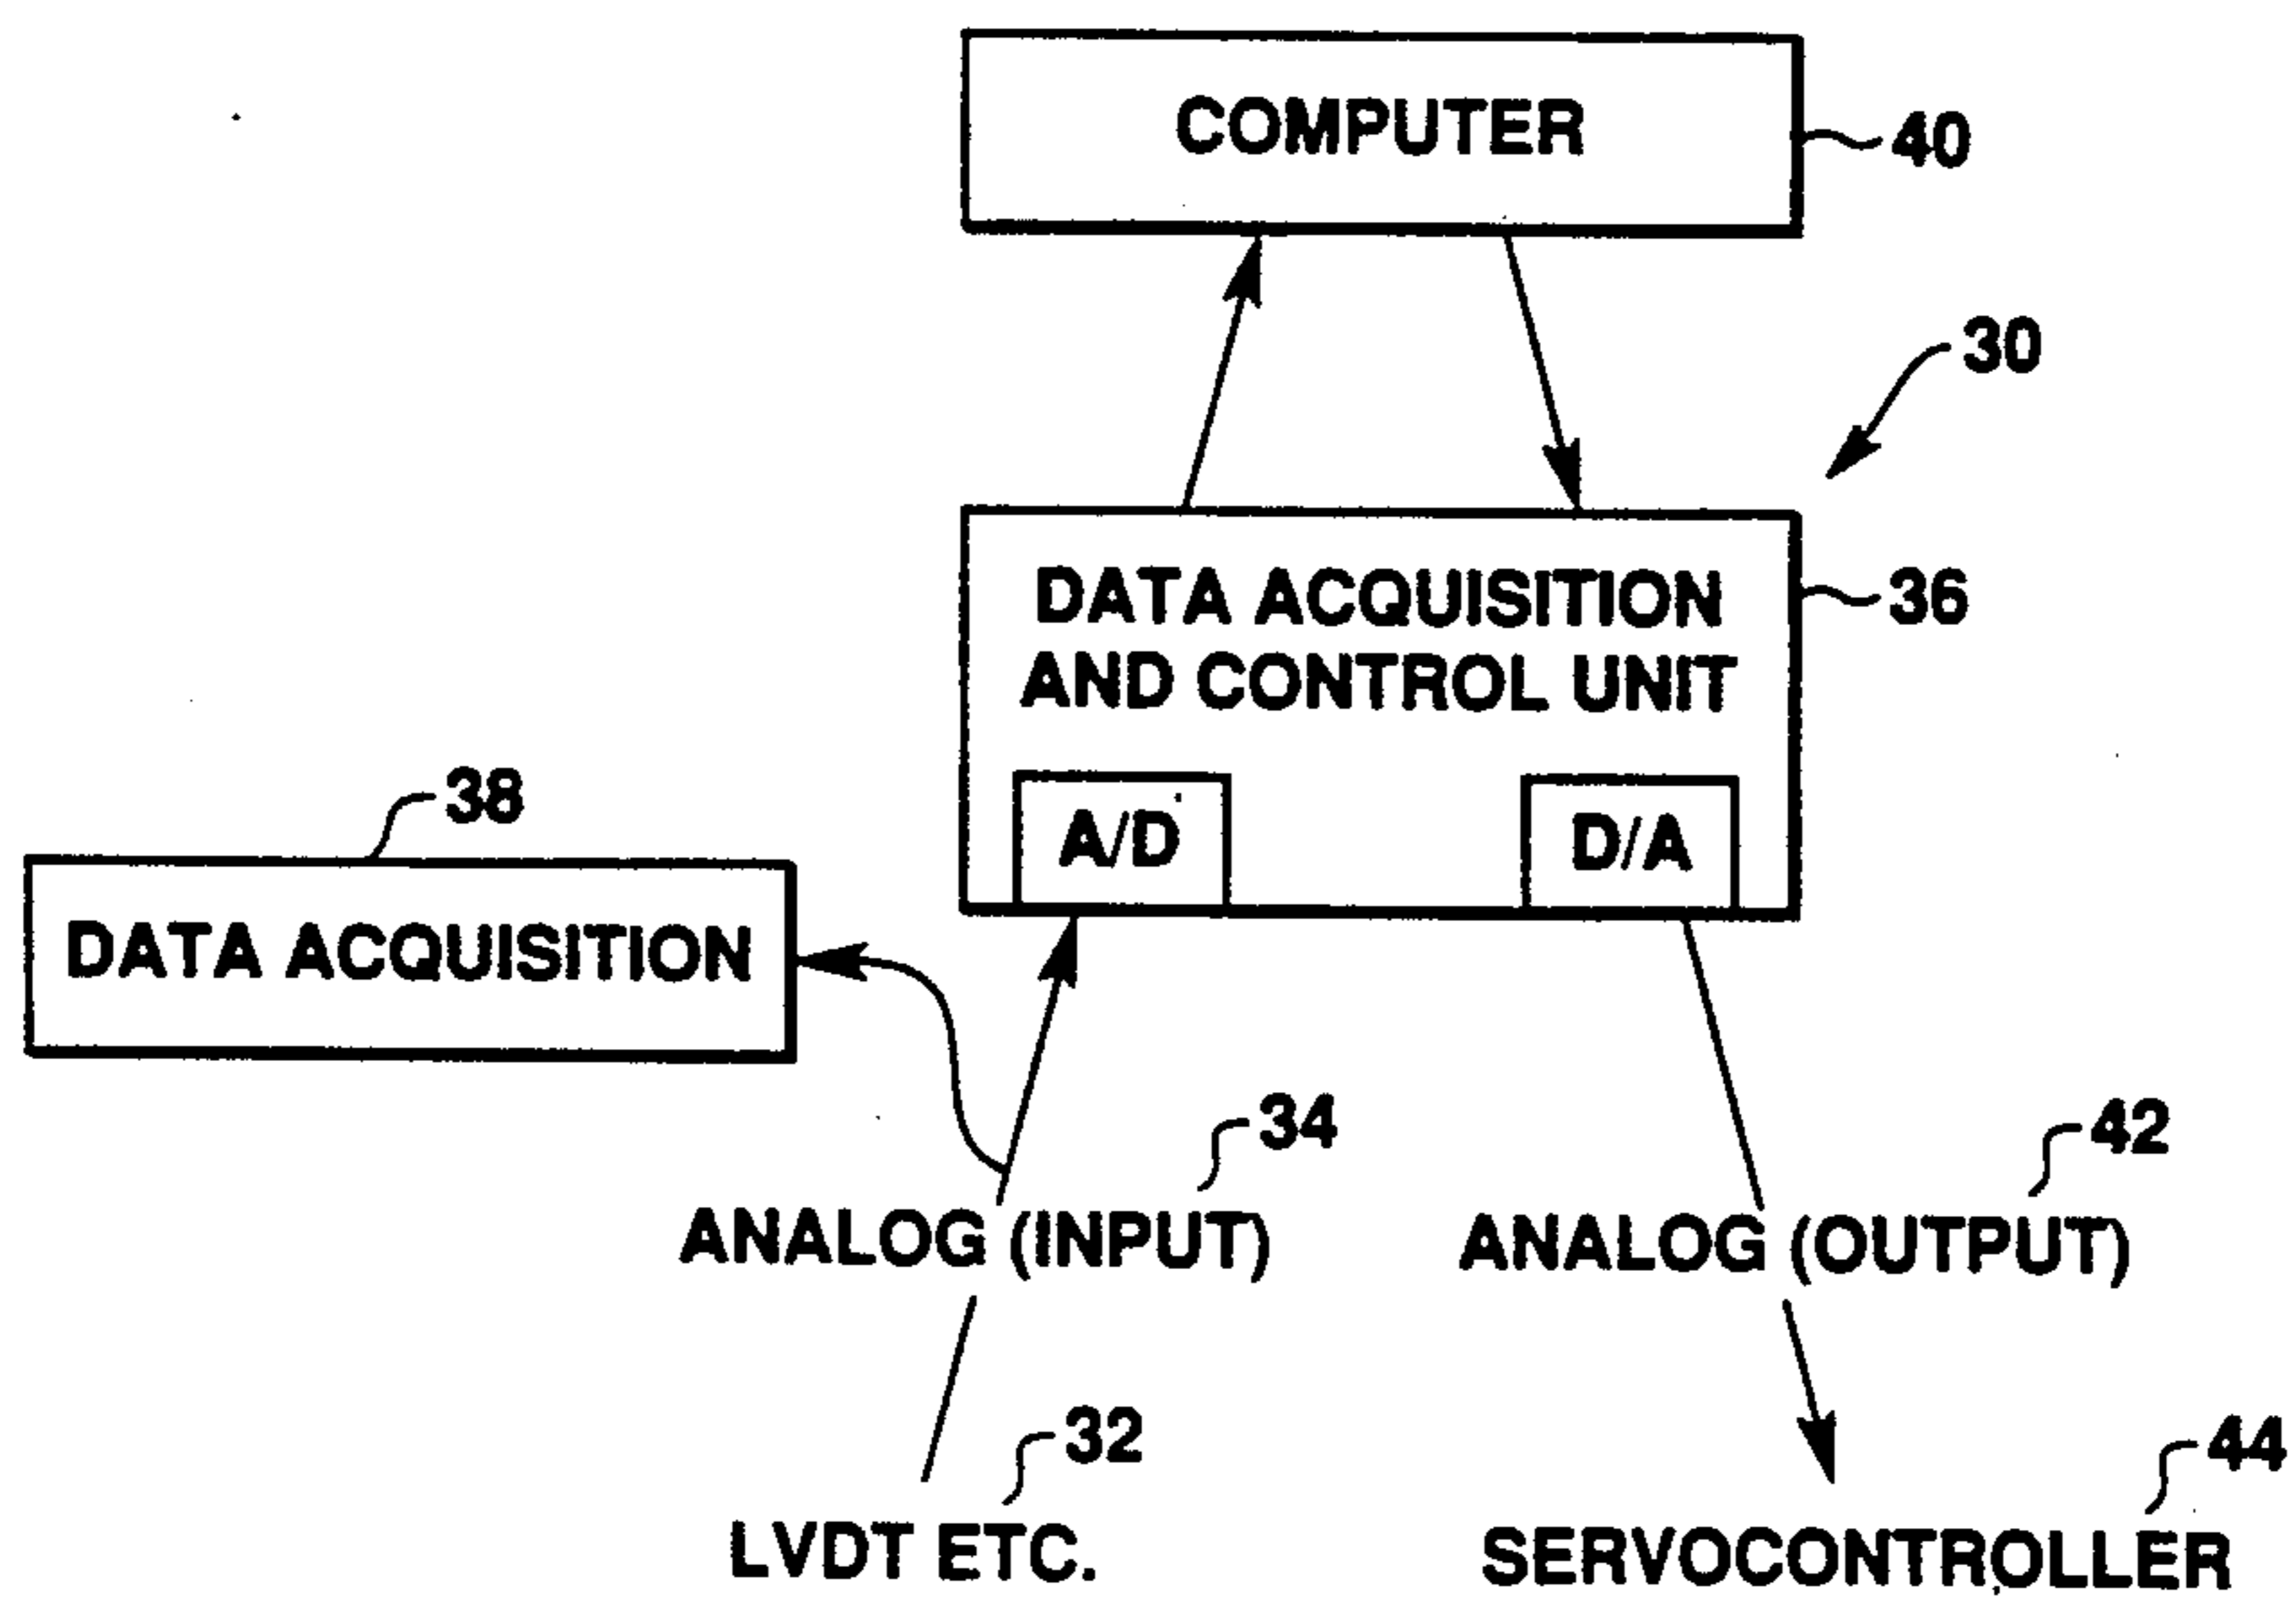 COMPUTER
40
30
DATA ACQUISITION
AND CONTROL UNIT
36
A/D
D/A
38
DATA ACQUISITION
34
ANALOG (INPUT)
42
ANALOG (OUTPUT)
32
LVDT ETC.
44
SERVOCONTROLLER